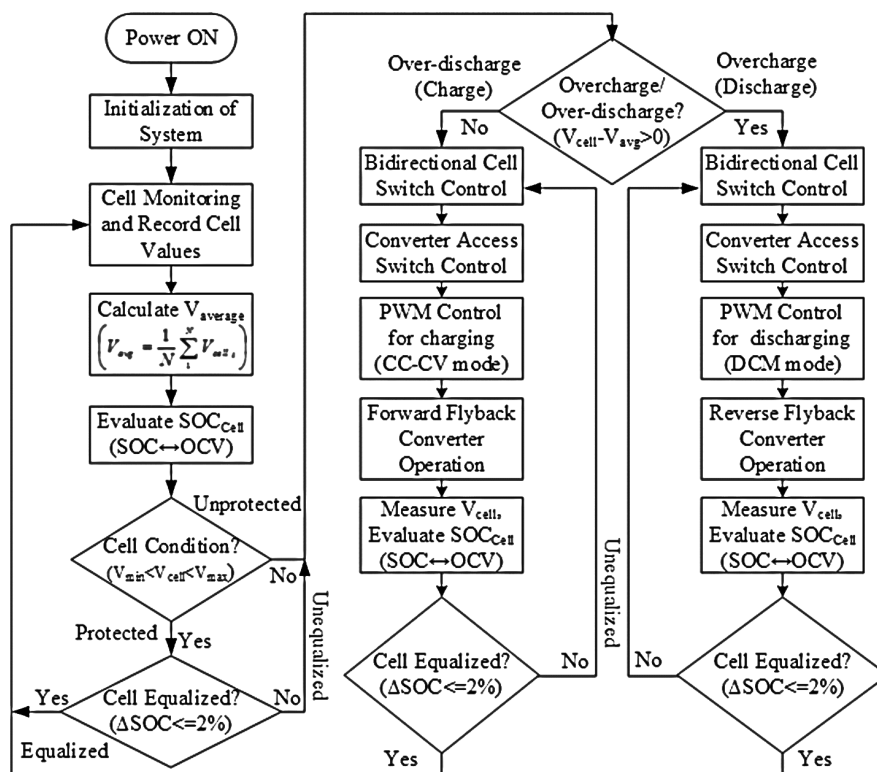 Power ON
Initialization of
System
Cell Monitoring
and Record Cell
Values
Calculate V_average
(V_avg = 1/N ∑ᵢᴺ V_cell_i)
Evaluate SOC_Cell
(SOC↔OCV)
Unprotected
Cell Condition?
(V_min<V_cell<V_max)
No
Protected
Yes
Unequalized
Cell Equalized?
(ΔSOC<=2%)
Yes
No
Equalized
Overcharge/
Over-discharge?
(V_cell-V_avg>0)
Over-discharge
(Charge)
No
Overcharge
(Discharge)
Yes
Bidirectional Cell
Switch Control
Converter Access
Switch Control
PWM Control
for charging
(CC-CV mode)
Forward Flyback
Converter
Operation
Measure V_cell,
Evaluate SOC_Cell
(SOC↔OCV)
Unequalized
Cell Equalized?
(ΔSOC<=2%)
No
Yes
Bidirectional Cell
Switch Control
Converter Access
Switch Control
PWM Control
for discharging
(DCM mode)
Reverse Flyback
Converter
Operation
Measure V_cell,
Evaluate SOC_Cell
(SOC↔OCV)
Cell Equalized?
(ΔSOC<=2%)
No
Yes